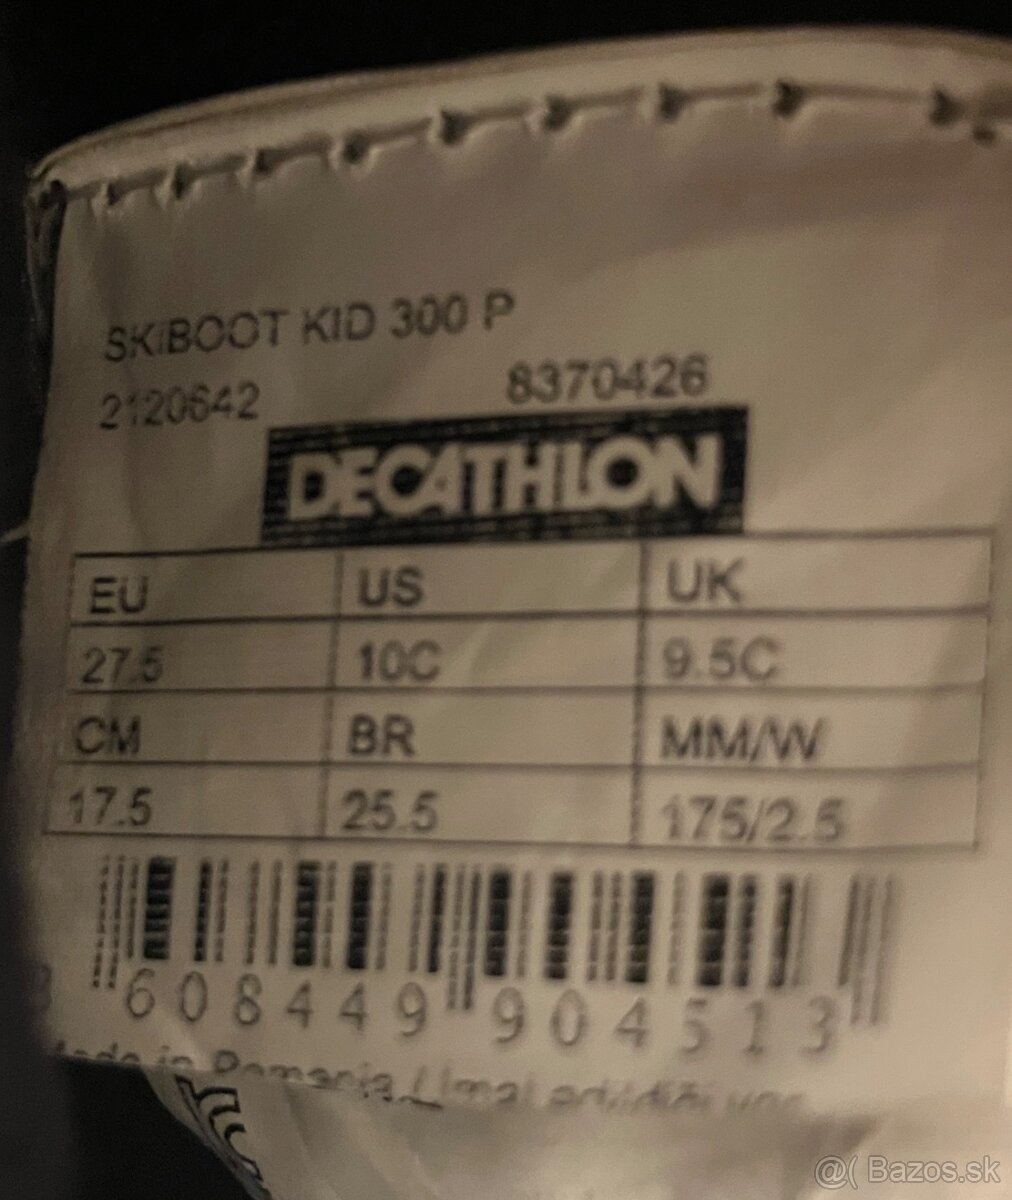 SKIBOOT KID 300 P
2120642 8370426
DECATHLON
EU US UK
27.5 10C 9.5C
CM BR MM/W
17.5 25.5 175/2.5
3 608449 904513
Made in Romania /
@( Bazos.sk